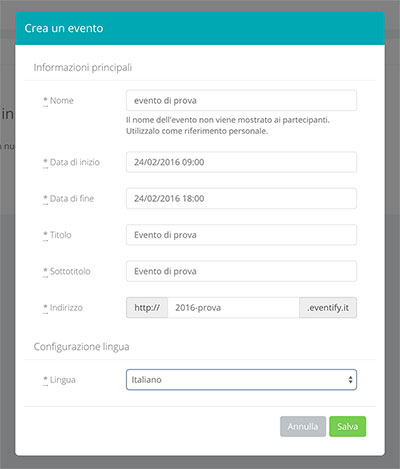 Crea un evento
Informazioni principali
* Nome
evento di prova
Il nome dell'evento non viene mostrato ai partecipanti.
Utilizzalo come riferimento personale.
* Data di inizio
24/02/2016 09:00
* Data di fine
24/02/2016 18:00
* Titolo
Evento di prova
* Sottotitolo
Evento di prova
* Indirizzo
http:// 2016-prova .eventify.it
Configurazione lingua
* Lingua
Italiano
Annulla Salva
in